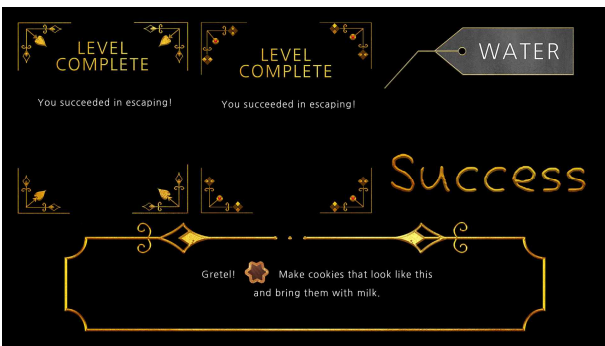 LEVEL
COMPLETE
You succeeded in escaping!
LEVEL
COMPLETE
You succeeded in escaping!
WATER
Success
Gretel! Make cookies that look like this
and bring them with milk.